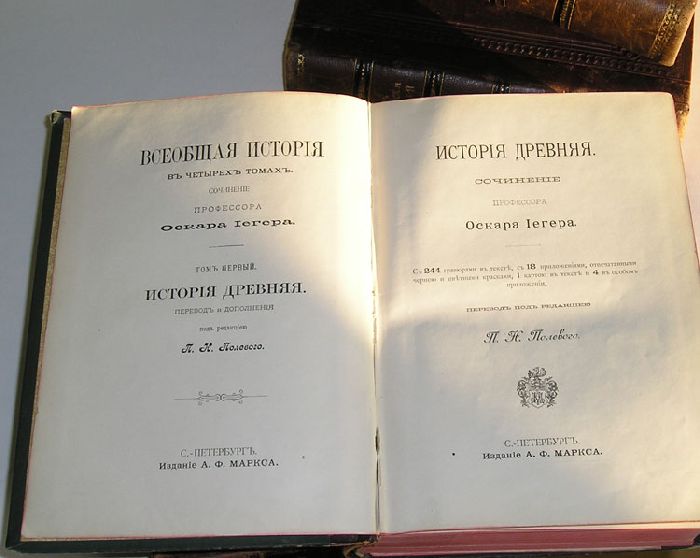 ВСЕОБЩАЯ ИСТОРІЯ
ВЪ ЧЕТЫРЕХЪ ТОМАХЪ.
СОЧИНЕНІЕ
ПРОФЕССОРА
Оскара Іегера.
ТОМЪ ПЕРВЫЙ.
ИСТОРІЯ ДРЕВНЯЯ.
ПЕРЕВОДЪ и ДОПОЛНЕНІЯ
подъ редакціею
П. Н. Полевого.
С.-ПЕТЕРБУРГЪ.
Изданіе А. Ф. МАРКСА.
ИСТОРІЯ ДРЕВНЯЯ.
СОЧИНЕНІЕ
ПРОФЕССОРА
Оскаря Іегера.
Съ 244 гравюрами въ текстѣ, съ 18 приложеніями, отпечатанными
черною и цвѣтными красками, 1 картою въ текстѣ и 4 въ особомъ
приложеніи.
ПЕРЕВОДЪ ПОДЪ РЕДАКЦІЕЮ
П. Н. Полевого.
С.-ПЕТЕРБУРГЪ.
Изданіе А. Ф. МАРКСА.